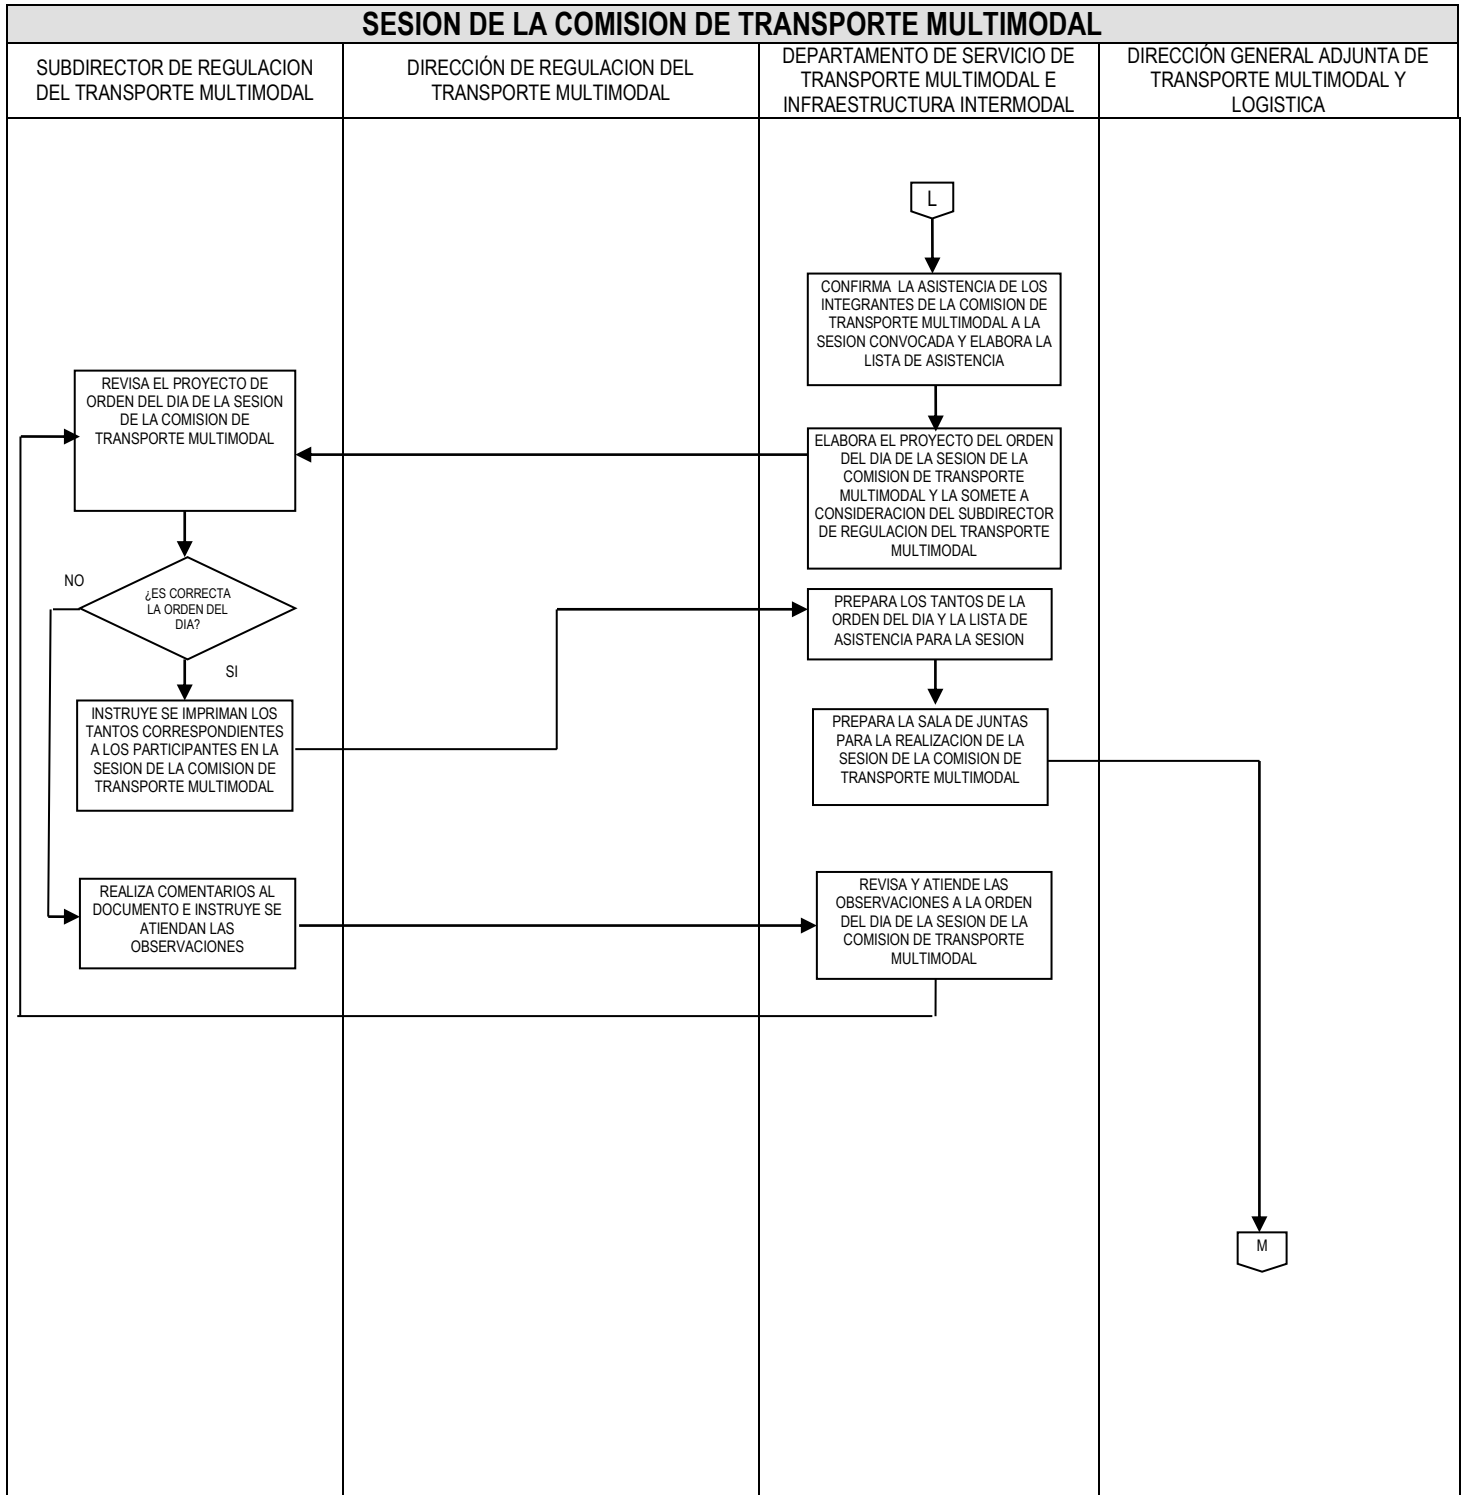 SESION DE LA COMISION DE TRANSPORTE MULTIMODAL
SUBDIRECTOR DE REGULACION
DEL TRANSPORTE MULTIMODAL
DIRECCIÓN DE REGULACION DEL
TRANSPORTE MULTIMODAL
DEPARTAMENTO DE SERVICIO DE
TRANSPORTE MULTIMODAL E
INFRAESTRUCTURA INTERMODAL
DIRECCIÓN GENERAL ADJUNTA DE
TRANSPORTE MULTIMODAL Y
LOGISTICA
L
CONFIRMA LA ASISTENCIA DE LOS
INTEGRANTES DE LA COMISION DE
TRANSPORTE MULTIMODAL A LA
SESION CONVOCADA Y ELABORA LA
LISTA DE ASISTENCIA
ELABORA EL PROYECTO DEL ORDEN
DEL DIA DE LA SESION DE LA
COMISION DE TRANSPORTE
MULTIMODAL Y LA SOMETE A
CONSIDERACION DEL SUBDIRECTOR
DE REGULACION DEL TRANSPORTE
MULTIMODAL
REVISA EL PROYECTO DE
ORDEN DEL DIA DE LA SESION
DE LA COMISION DE
TRANSPORTE MULTIMODAL
¿ES CORRECTA
LA ORDEN DEL
DIA?
NO
SI
INSTRUYE SE IMPRIMAN LOS
TANTOS CORRESPONDIENTES
A LOS PARTICIPANTES EN LA
SESION DE LA COMISION DE
TRANSPORTE MULTIMODAL
PREPARA LOS TANTOS DE LA
ORDEN DEL DIA Y LA LISTA DE
ASISTENCIA PARA LA SESION
PREPARA LA SALA DE JUNTAS
PARA LA REALIZACION DE LA
SESION DE LA COMISION DE
TRANSPORTE MULTIMODAL
REALIZA COMENTARIOS AL
DOCUMENTO E INSTRUYE SE
ATIENDAN LAS
OBSERVACIONES
REVISA Y ATIENDE LAS
OBSERVACIONES A LA ORDEN
DEL DIA DE LA SESION DE LA
COMISION DE TRANSPORTE
MULTIMODAL
M